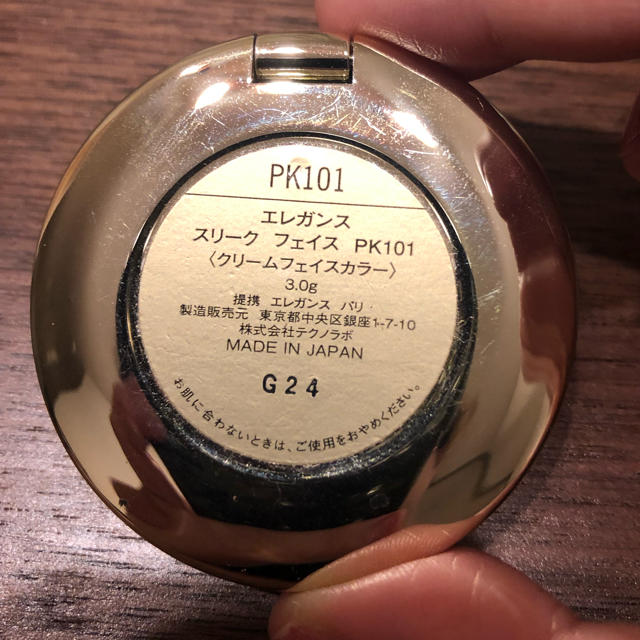 PK101
エレガンス
スリーク フェイス PK101
〈クリームフェイスカラー〉
3.0g
提携 エレガンス パリ
製造販売元 東京都中央区銀座1-7-10
株式会社テクノラボ
MADE IN JAPAN
G24
お肌に合わないときは、ご使用をおやめください。